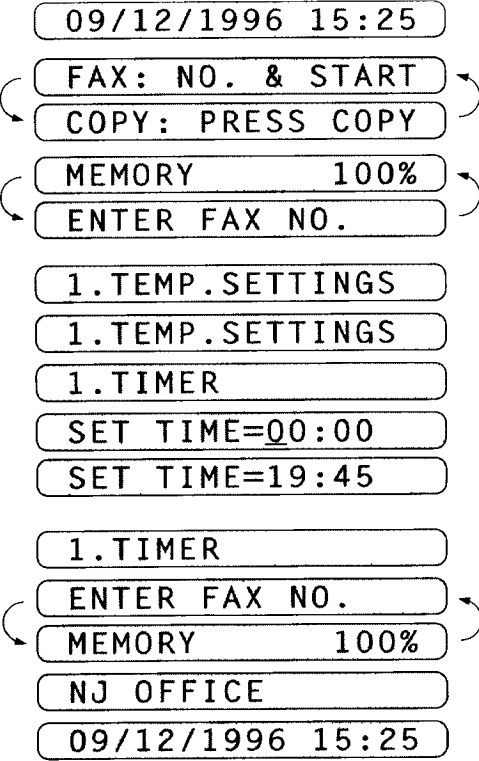 09/12/1996 15:25
FAX: NO. & START
COPY: PRESS COPY
MEMORY 100%
ENTER FAX NO.
1.TEMP.SETTINGS
1.TEMP.SETTINGS
1.TIMER
SET TIME=00:00
SET TIME=19:45
1.TIMER
ENTER FAX NO.
MEMORY 100%
NJ OFFICE
09/12/1996 15:25